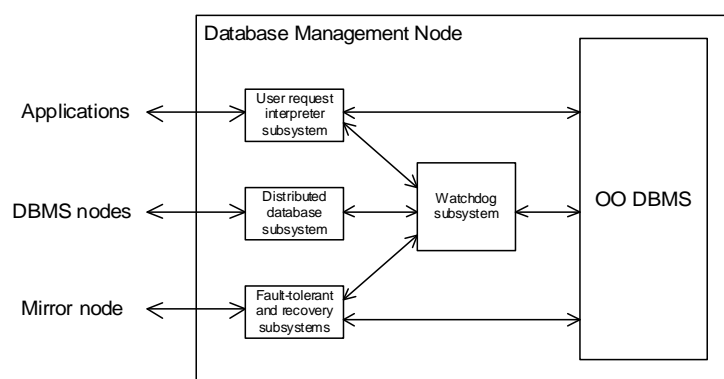 Database Management Node
Applications
User request
interpreter
subsystem
DBMS nodes
Distributed
database
subsystem
Watchdog
subsystem
OO DBMS
Mirror node
Fault-tolerant
and recovery
subsystems